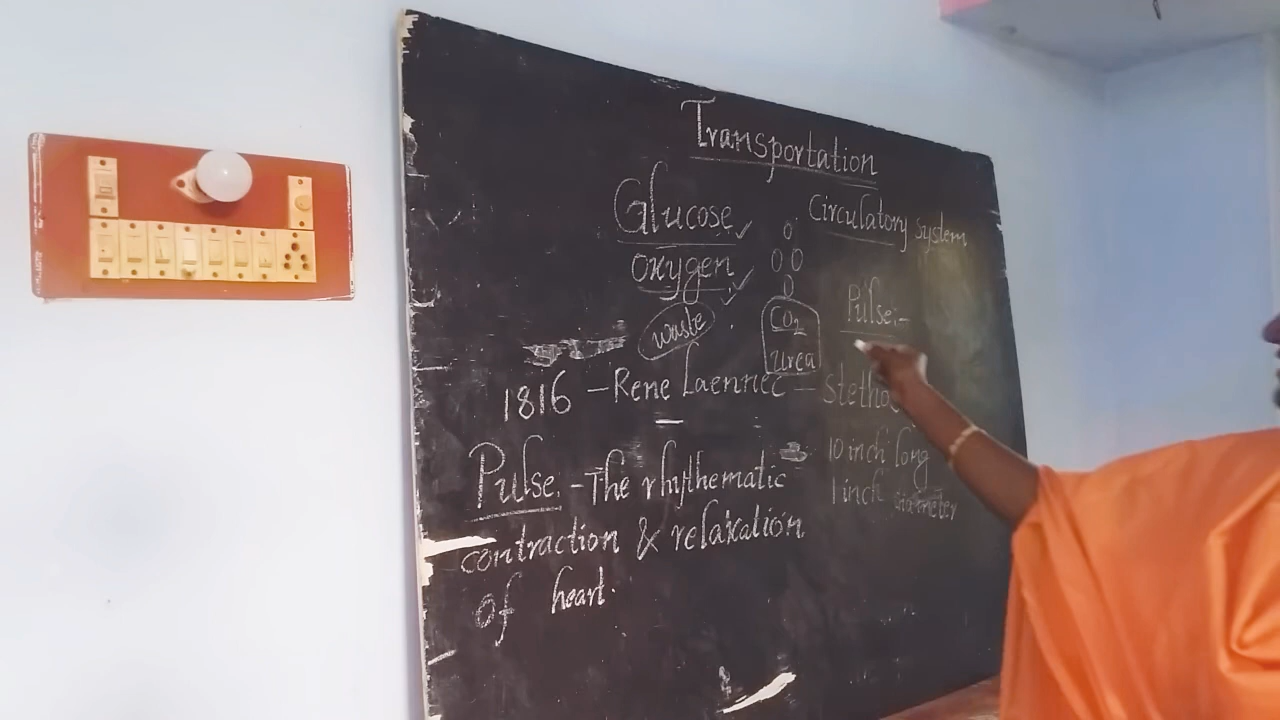 Transportation
Glucose
Circulatory System
oxygen
waste
CO2
Urea
Pulse:-
1816 - Rene Laennec - Stetho
10 inch long
1 inch diameter
Pulse: - The rhythematic
contraction & relaxation
of heart.